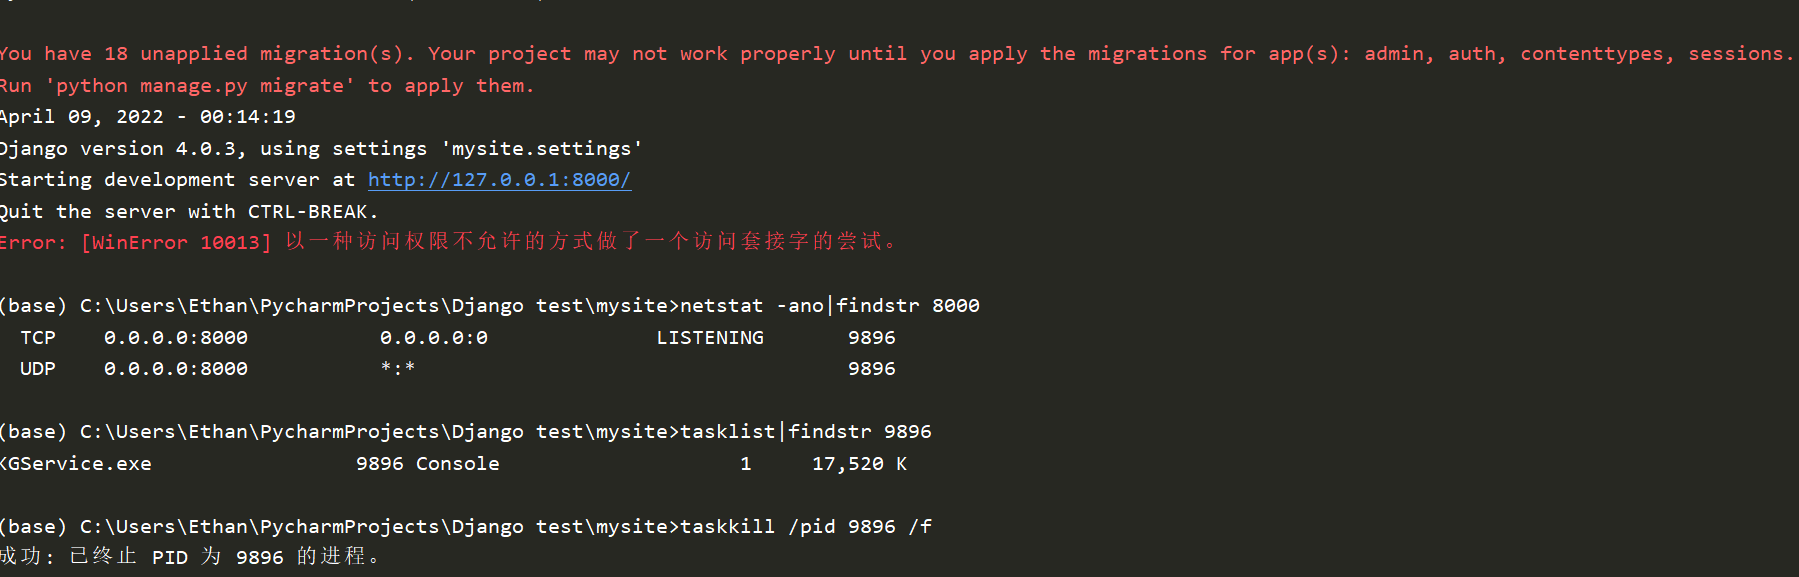 You have 18 unapplied migration(s). Your project may not work properly until you apply the migrations for app(s): admin, auth, contenttypes, sessions.
Run 'python manage.py migrate' to apply them.
April 09, 2022 - 00:14:19
Django version 4.0.3, using settings 'mysite.settings'
Starting development server at http://127.0.0.1:8000/
Quit the server with CTRL-BREAK.
Error: [WinError 10013] 以一种访问权限不允许的方式做了一个访问套接字的尝试。
(base) C:\Users\Ethan\PycharmProjects\Django test\mysite>netstat -ano|findstr 8000
TCP 0.0.0.0:8000 0.0.0.0:0 LISTENING 9896
UDP 0.0.0.0:8000 *:* 9896
(base) C:\Users\Ethan\PycharmProjects\Django test\mysite>tasklist|findstr 9896
KGService.exe 9896 Console 1 17,520 K
(base) C:\Users\Ethan\PycharmProjects\Django test\mysite>taskkill /pid 9896 /f
成功: 已终止 PID 为 9896 的进程。